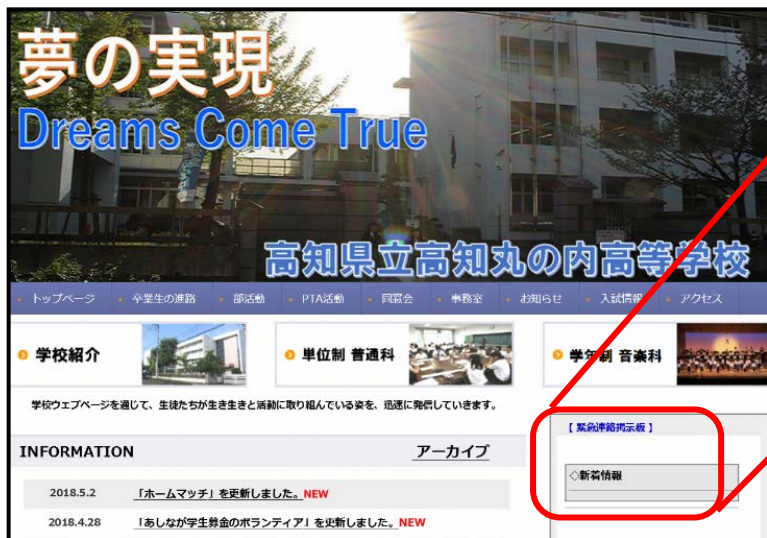 夢の実現
Dreams Come True
高知県立高知丸の内高等学校
トップページ 卒業生の進路 部活動 PTA活動 同窓会 事務室 お知らせ 入試情報 アクセス
学校紹介 単位制 普通科 学年制 音楽科
学校ウェブページを通じて、生徒たちが生き生きと活動に取り組んでいる姿を、迅速に発信していきます。
【 緊急連絡掲示板 】
INFORMATION アーカイブ
◇新着情報
2018.5.2 「ホームマッチ」を更新しました。NEW
2018.4.28 「あしなが学生募金のボランティア」を更新しました。NEW